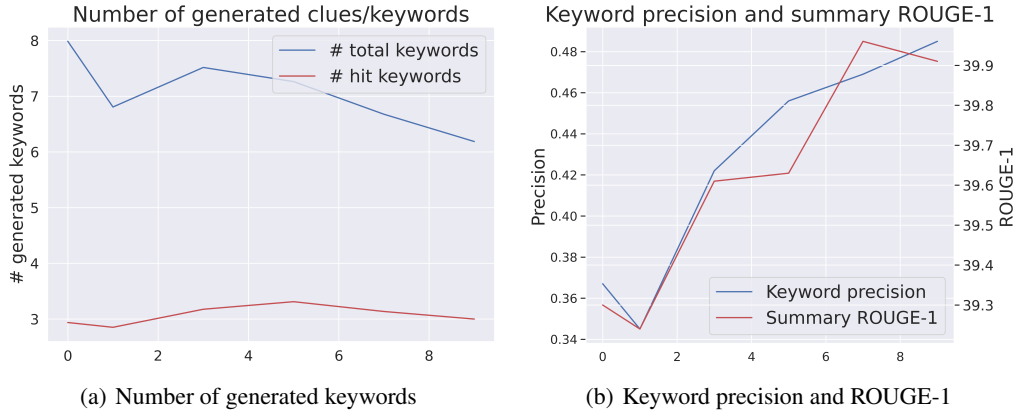 Number of generated clues/keywords
# generated keywords
8
7
6
5
4
3
0 2 4 6 8
# total keywords
# hit keywords
(a) Number of generated keywords
Keyword precision and summary ROUGE-1
Precision
0.48
0.46
0.44
0.42
0.40
0.38
0.36
0.34
0 2 4 6 8
39.9
39.8
39.7
39.6
39.5
39.4
39.3
ROUGE-1
Keyword precision
Summary ROUGE-1
(b) Keyword precision and ROUGE-1